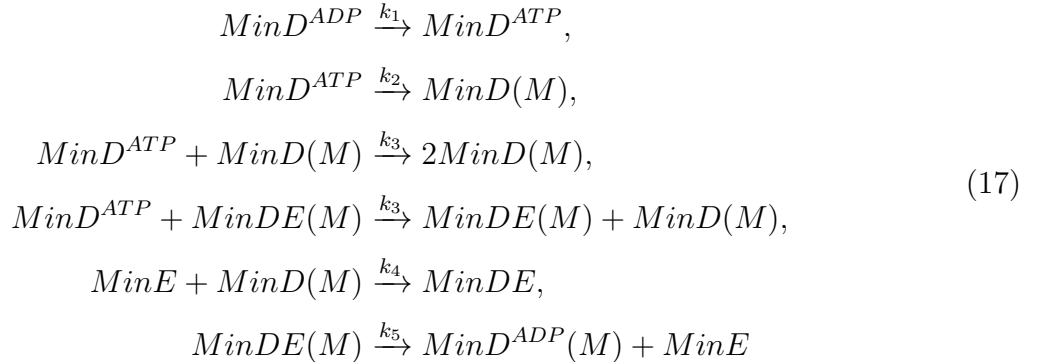 $MinD^{ADP} \xrightarrow{k_1} MinD^{ATP},$
$MinD^{ATP} \xrightarrow{k_2} MinD(M),$
$MinD^{ATP} + MinD(M) \xrightarrow{k_3} 2MinD(M),$
$MinD^{ATP} + MinDE(M) \xrightarrow{k_3} MinDE(M) + MinD(M),$
(17)
$MinE + MinD(M) \xrightarrow{k_4} MinDE,$
$MinDE(M) \xrightarrow{k_5} MinD^{ADP}(M) + MinE$